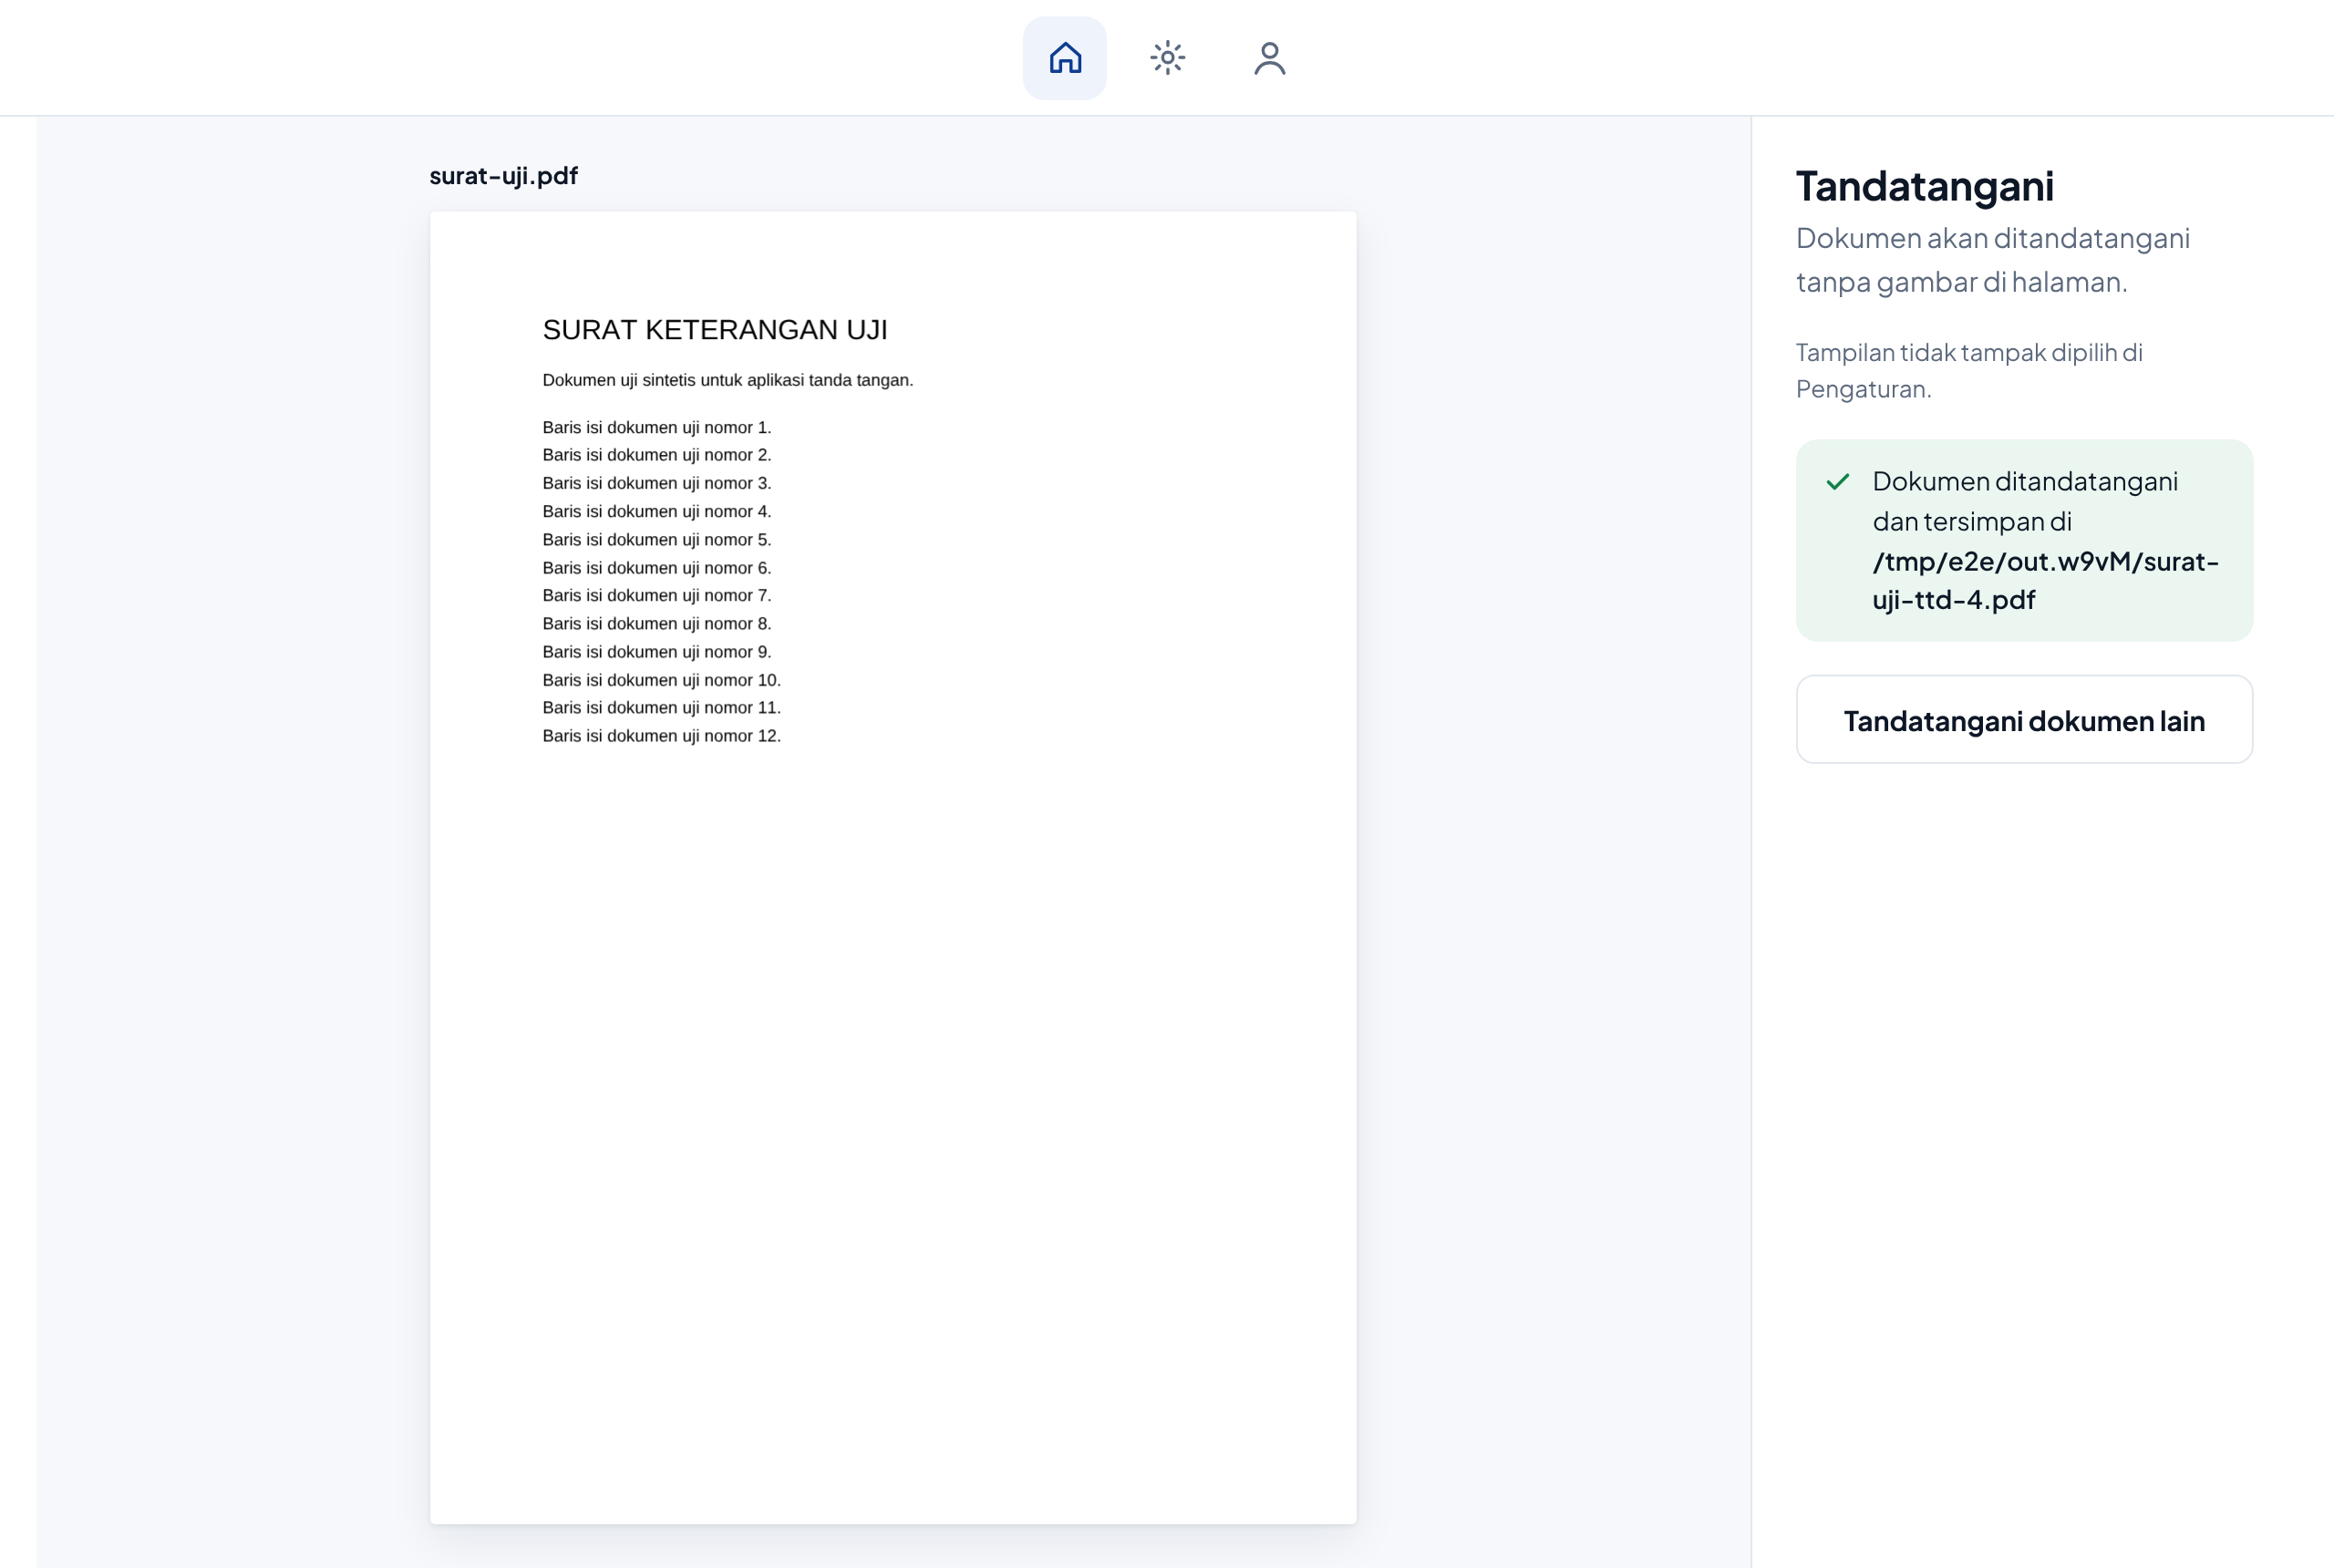 surat-uji.pdf
SURAT KETERANGAN UJI
Dokumen uji sintetis untuk aplikasi tanda tangan.
Baris isi dokumen uji nomor 1.
Baris isi dokumen uji nomor 2.
Baris isi dokumen uji nomor 3.
Baris isi dokumen uji nomor 4.
Baris isi dokumen uji nomor 5.
Baris isi dokumen uji nomor 6.
Baris isi dokumen uji nomor 7.
Baris isi dokumen uji nomor 8.
Baris isi dokumen uji nomor 9.
Baris isi dokumen uji nomor 10.
Baris isi dokumen uji nomor 11.
Baris isi dokumen uji nomor 12.
Tandatangani
Dokumen akan ditandatangani
tanpa gambar di halaman.
Tampilan tidak tampak dipilih di
Pengaturan.
Dokumen ditandatangani
dan tersimpan di
/tmp/e2e/out.w9vM/surat-
uji-ttd-4.pdf
Tandatangani dokumen lain